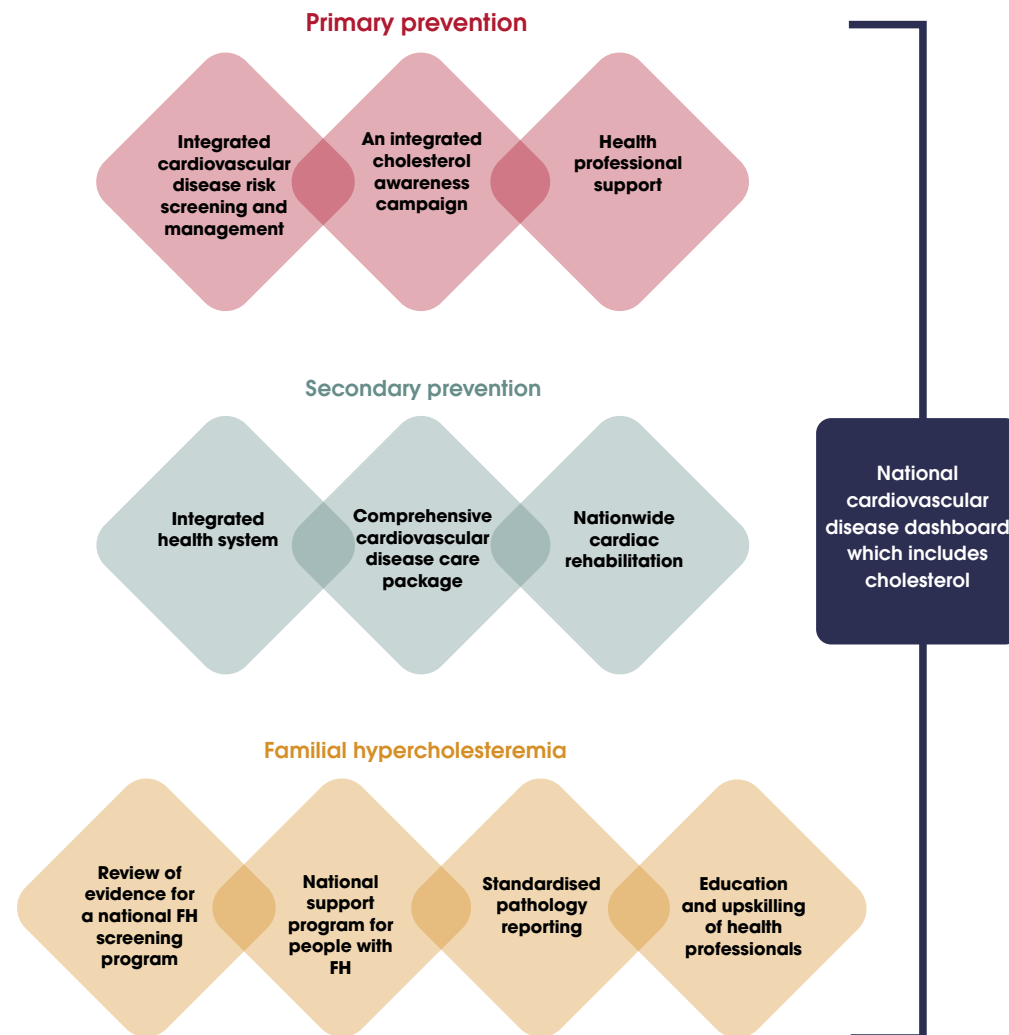 Primary prevention
Integrated
cardiovascular
disease risk
screening and
management
An integrated
cholesterol
awareness
campaign
Health
professional
support
Secondary prevention
Integrated
health system
Comprehensive
cardiovascular
disease care
package
Nationwide
cardiac
rehabilitation
National
cardiovascular
disease dashboard
which includes
cholesterol
Familial hypercholesteremia
Review of
evidence for
a national FH
screening
program
National
support
program for
people with
FH
Standardised
pathology
reporting
Education
and upskilling
of health
professionals